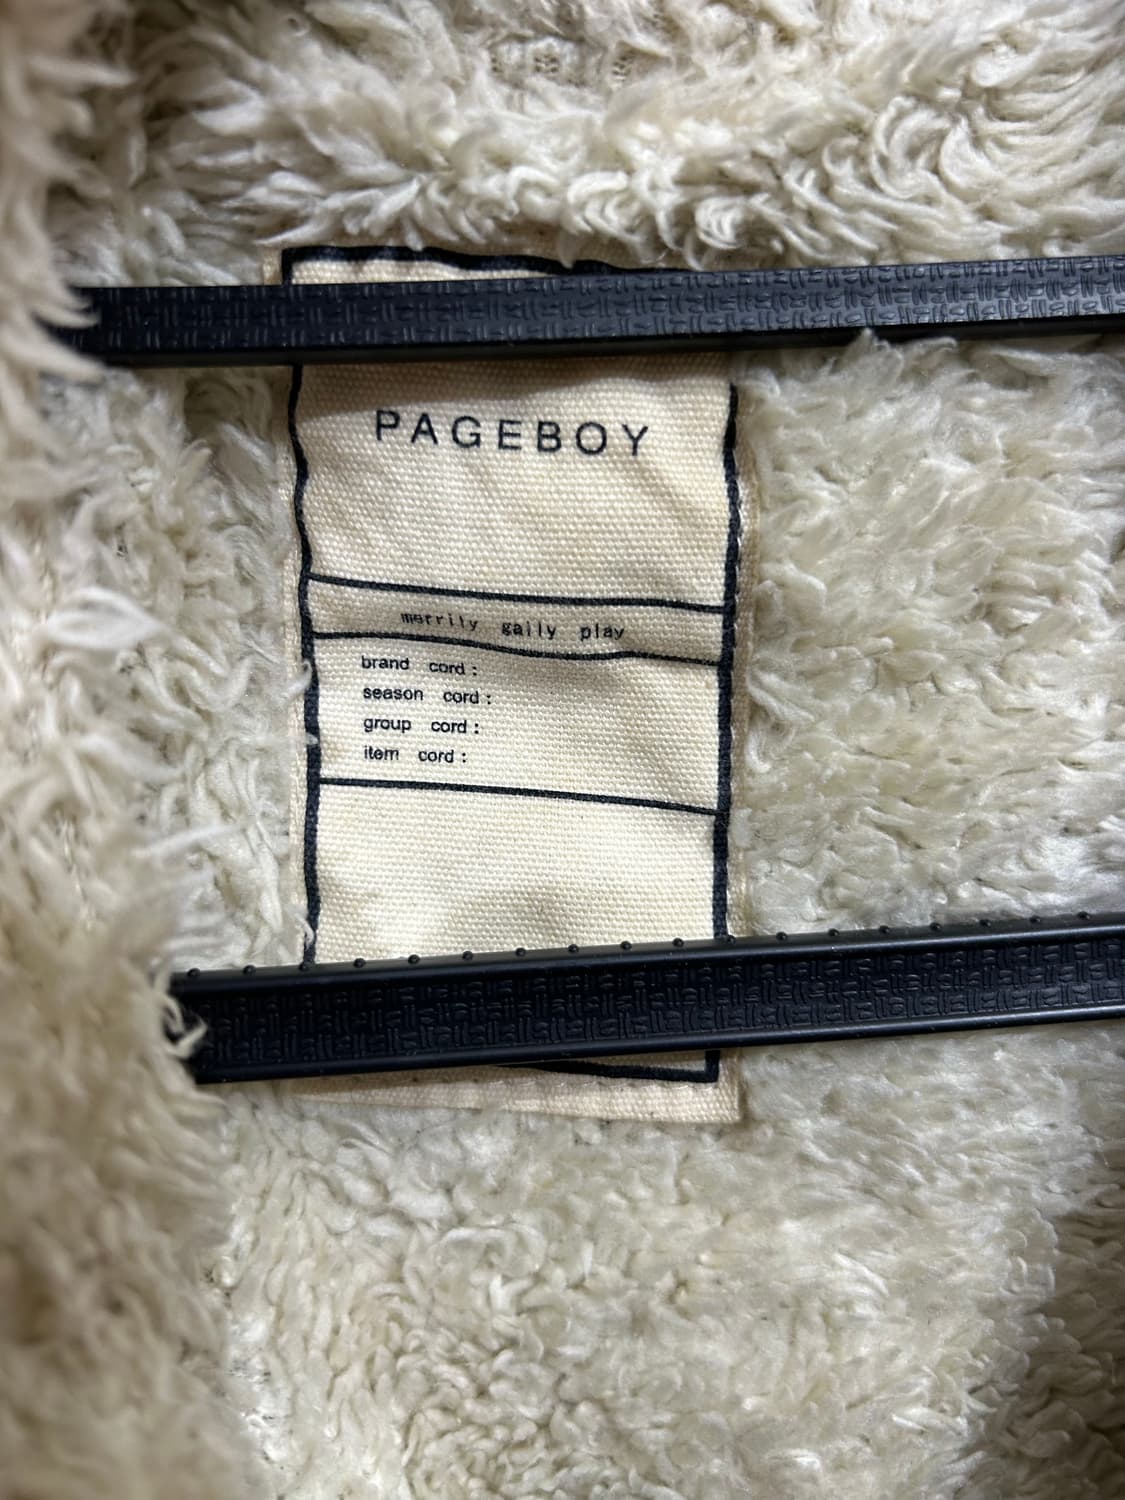 PAGEBOY
merrily gaily play
brand cord :
season cord :
group cord :
item cord :